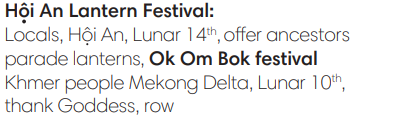 Hội An Lantern Festival:
Locals, Hội An, Lunar 14th, offer ancestors
parade lanterns, Ok Om Bok festival
Khmer people Mekong Delta, Lunar 10th,
thank Goddess, row